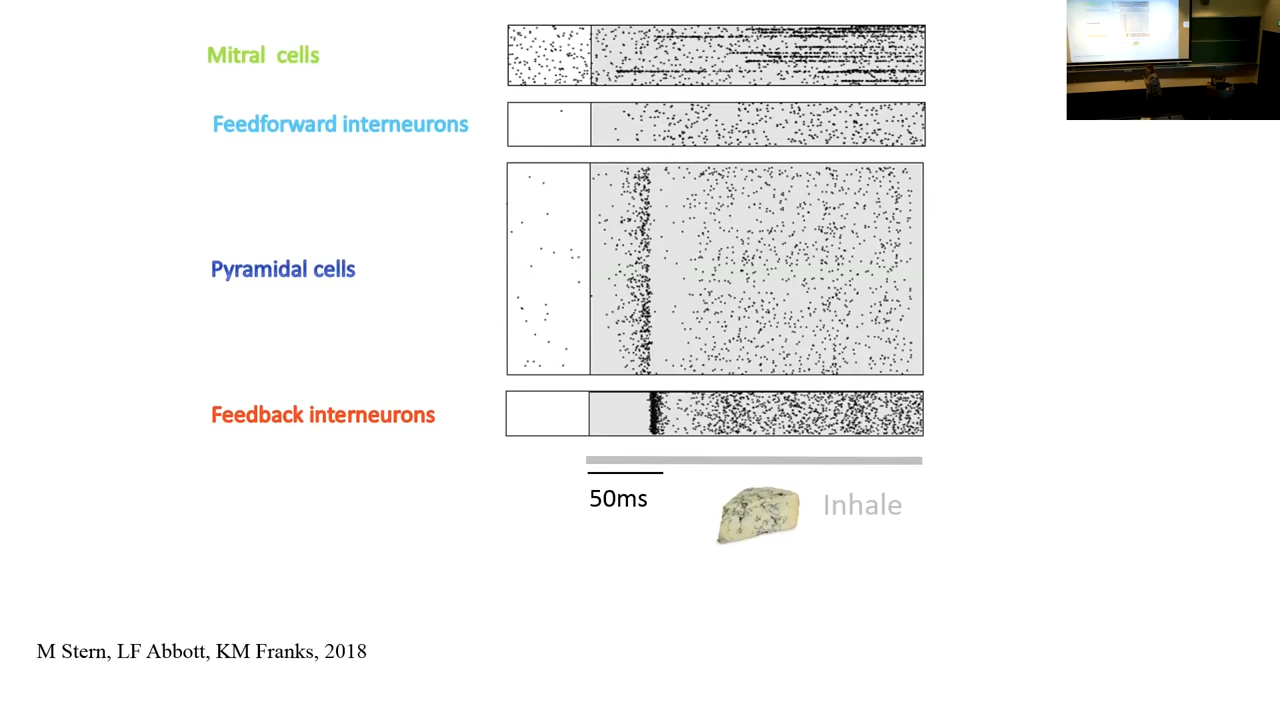 Mitral cells
Feedforward interneurons
Pyramidal cells
Feedback interneurons
50ms
Inhale
M Stern, LF Abbott, KM Franks, 2018